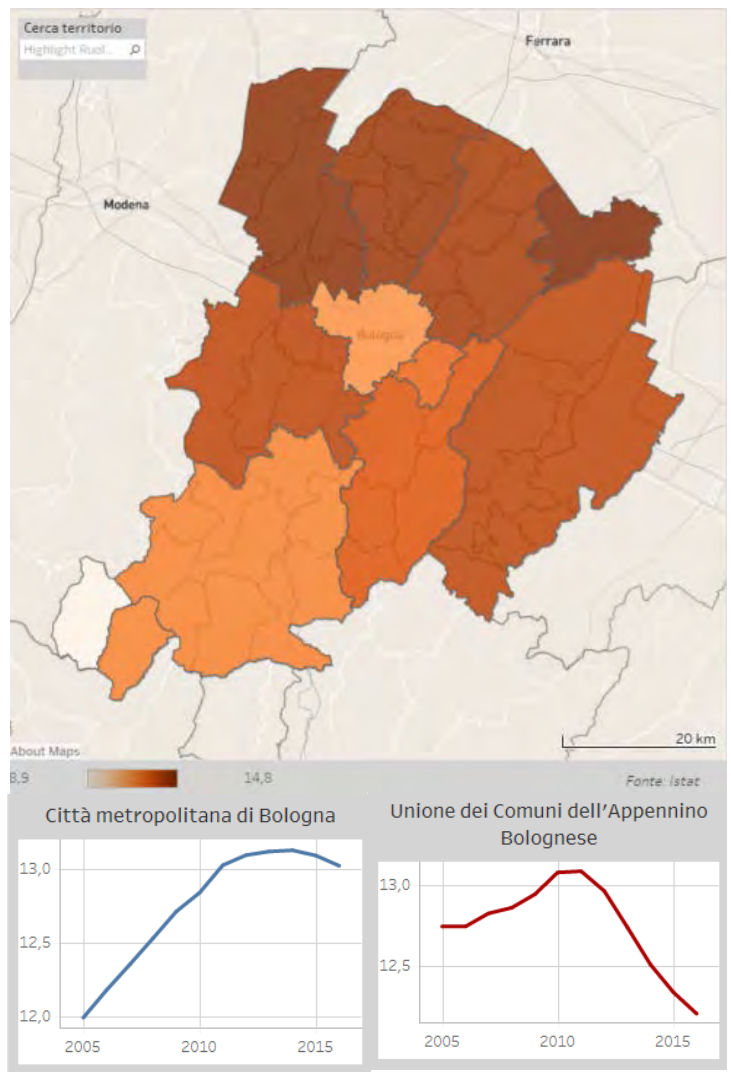 Cerca territorio
Highlight Ruol...
Ferrara
Modena
Bologna
20 km
About Maps
8,9
14,8
Fonte: Istat
Città metropolitana di Bologna
Unione dei Comuni dell'Appennino
Bolognese
13,0
12,5
12,0
2005
2010
2015
13,0
12,5
2005
2010
2015